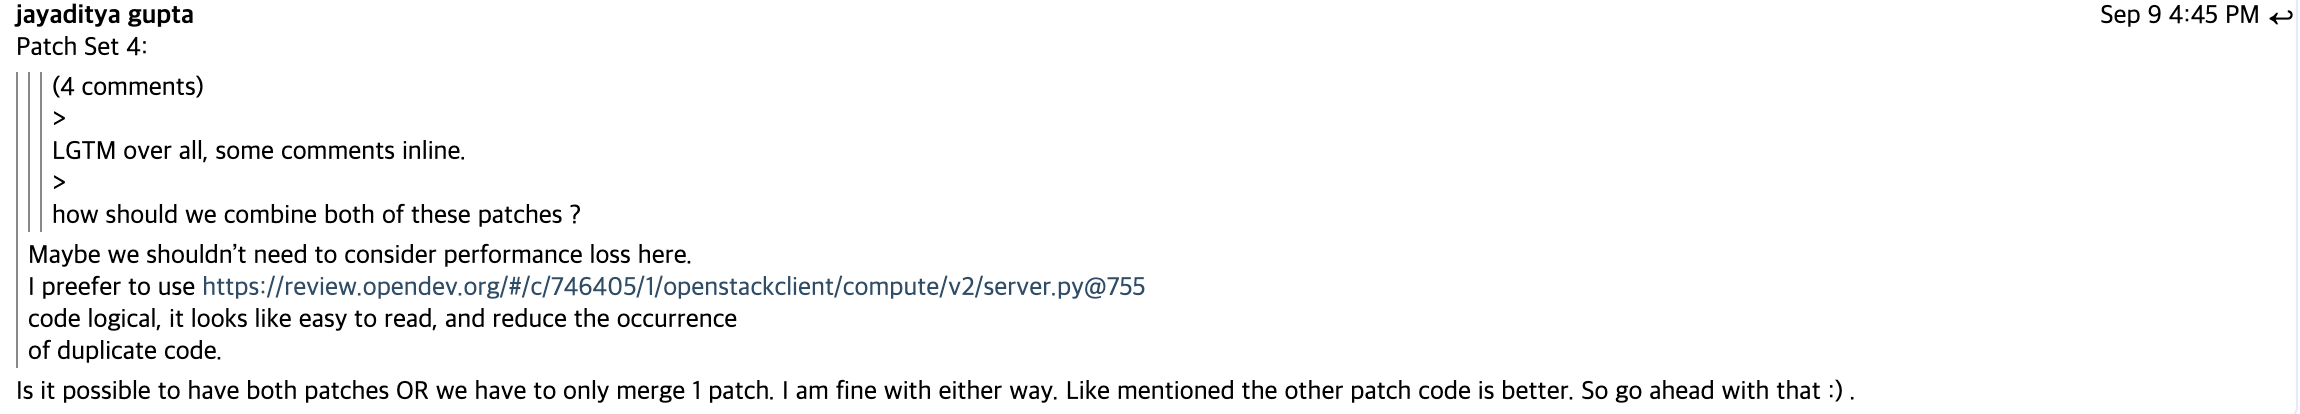 jayaditya gupta Sep 9 4:45 PM
Patch Set 4:
(4 comments)
>
LGTM over all, some comments inline.
>
how should we combine both of these patches ?
Maybe we shouldn't need to consider performance loss here.
I preefer to use https://review.opendev.org/#/c/746405/1/openstackclient/compute/v2/server.py@755
code logical, it looks like easy to read, and reduce the occurrence
of duplicate code.
Is it possible to have both patches OR we have to only merge 1 patch. I am fine with either way. Like mentioned the other patch code is better. So go ahead with that :) .